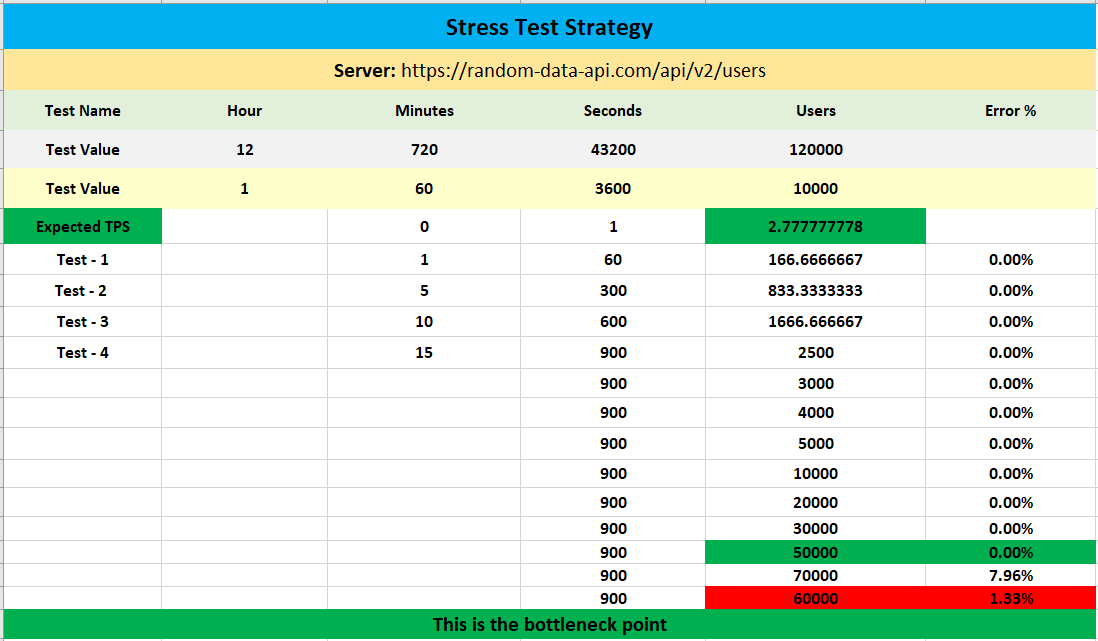 Stress Test Strategy
Server: https://random-data-api.com/api/v2/users
Test Name Hour Minutes Seconds Users Error %
Test Value 12 720 43200 120000
Test Value 1 60 3600 10000
Expected TPS 0 1 2.777777778
Test - 1 1 60 166.6666667 0.00%
Test - 2 5 300 833.3333333 0.00%
Test - 3 10 600 1666.666667 0.00%
Test - 4 15 900 2500 0.00%
900 3000 0.00%
900 4000 0.00%
900 5000 0.00%
900 10000 0.00%
900 20000 0.00%
900 30000 0.00%
900 50000 0.00%
900 70000 7.96%
900 60000 1.33%
This is the bottleneck point